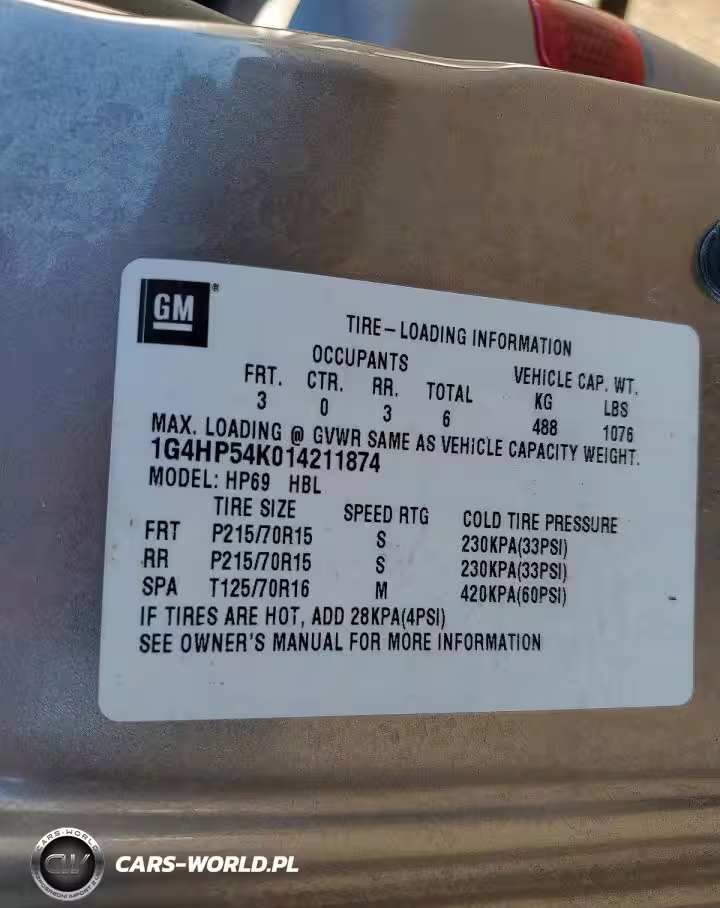 GM®
TIRE-LOADING INFORMATION
OCCUPANTS VEHICLE CAP. WT.
FRT. CTR. RR. TOTAL KG LBS
3 0 3 6 488 1076
MAX. LOADING @ GVWR SAME AS VEHICLE CAPACITY WEIGHT.
1G4HP54K014211874
MODEL: HP69 HBL
TIRE SIZE SPEED RTG COLD TIRE PRESSURE
FRT P215/70R15 S 230KPA(33PSI)
RR P215/70R15 S 230KPA(33PSI)
SPA T125/70R16 M 420KPA(60PSI)
IF TIRES ARE HOT, ADD 28KPA(4PSI)
SEE OWNER'S MANUAL FOR MORE INFORMATION
CARS-WORLD
CW
CARS-WORLD.PL